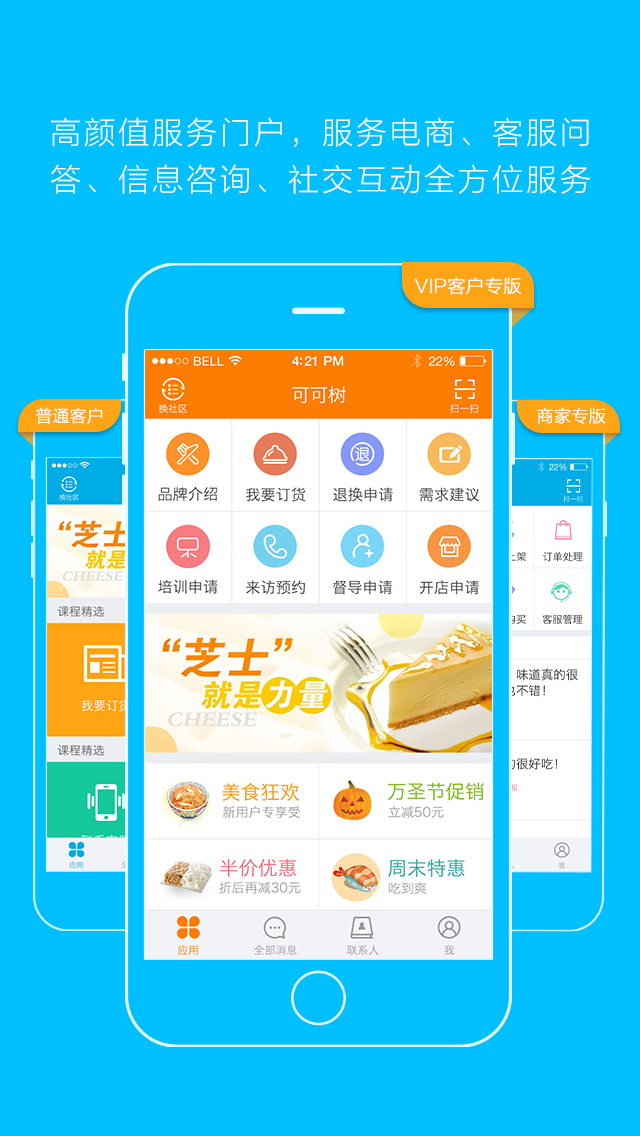 高颜值服务门户，服务电商、客服问
答、信息咨询、社交互动全方位服务
VIP客户专版
普通客户
商家专版
BELL 4:21 PM 22%
换社区 可可树 扫一扫
品牌介绍 我要订货 退换申请 需求建议
培训申请 来访预约 督导申请 开店申请
“芝士”
就是力量
CHEESE
美食狂欢 万圣节促销
新用户专享受 立减50元
半价优惠 周末特惠
折后再减30元 吃到爽
应用 全部消息 联系人 我
换社区
“芝士
就是
CHEESE
课程精选
我要订货
课程精选
应用
22%
扫一扫
上架 订单处理
购买 客服管理
味道真的很
也不错！
的很好吃！
我